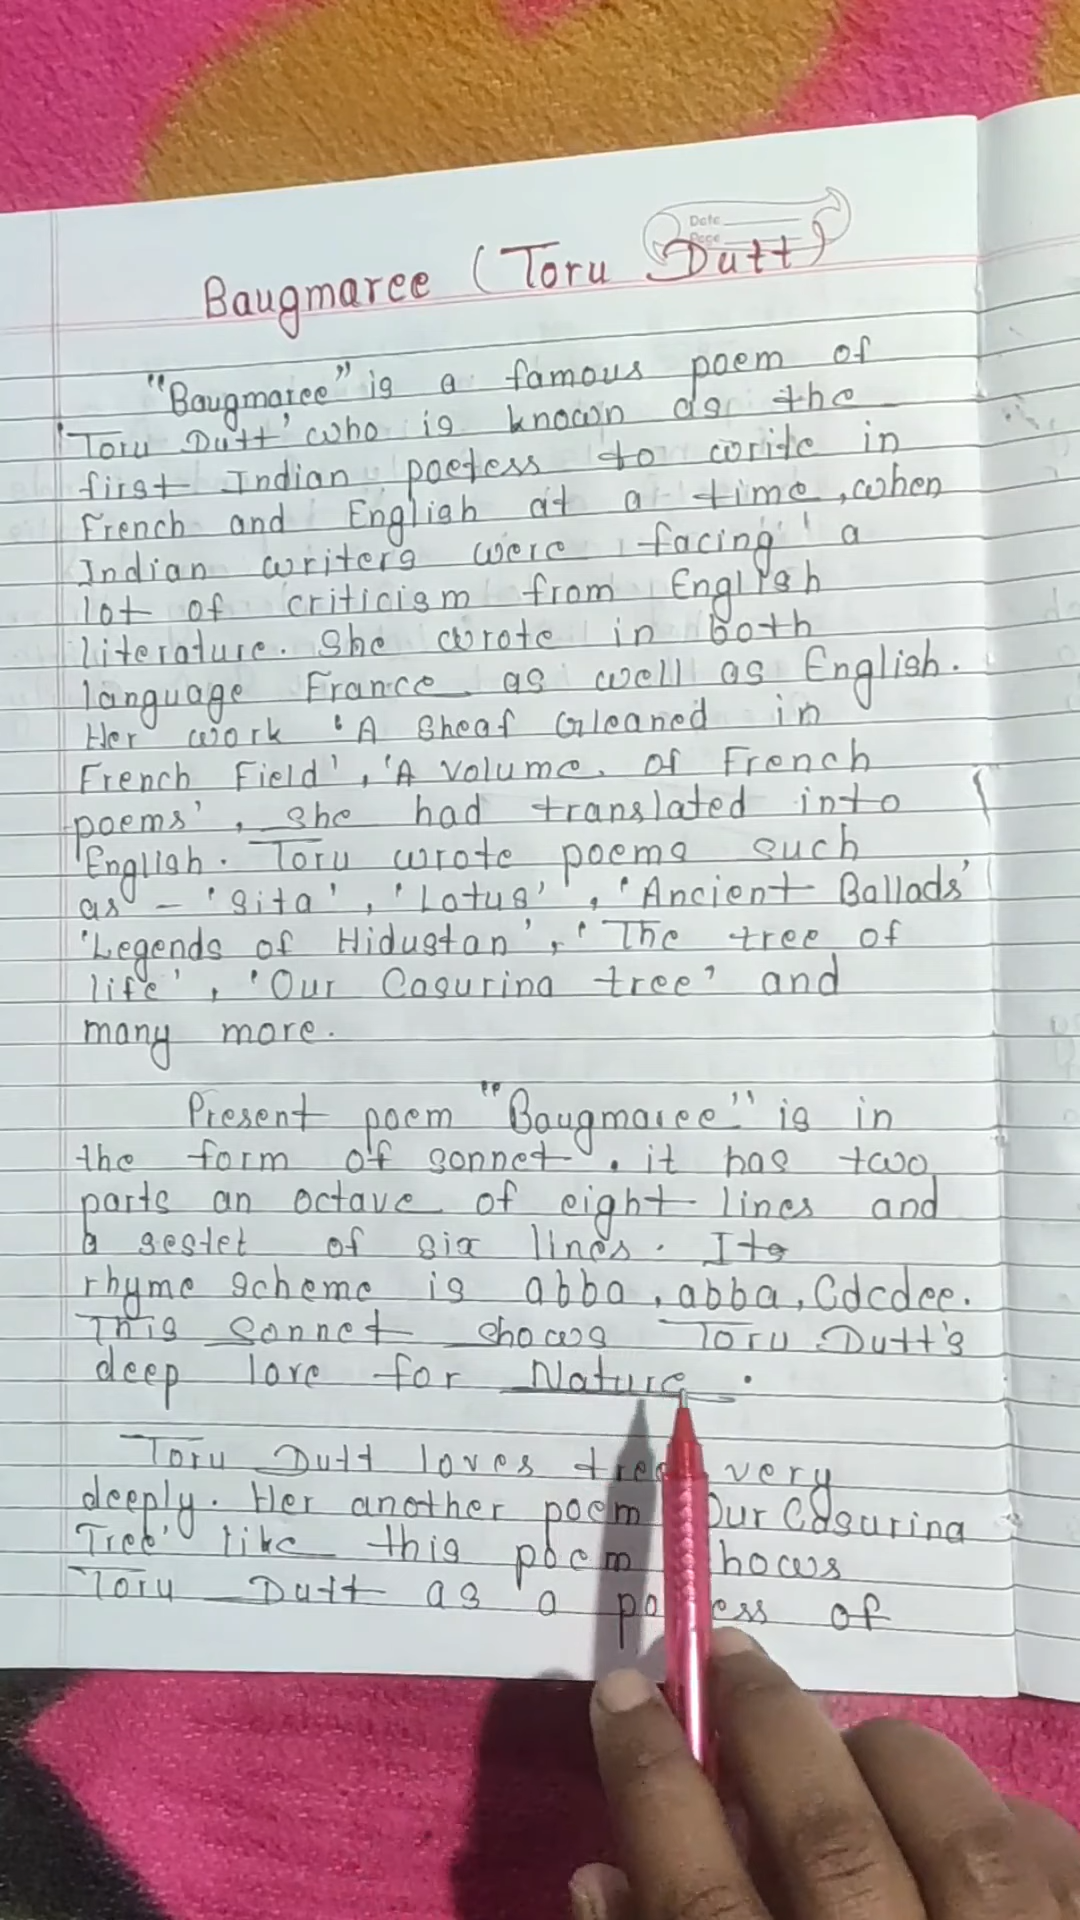 Date
Page
Baugmaree (Toru Dutt)
"Baugmaree" is a famous poem of
'Toru Dutt' who is known as the
first Indian poetess to write in
French and English at a time, when
Indian writers were facing a
lot of criticism from English
literature. She wrote in both
language France as well as English.
Her work 'A Sheaf Gleaned in
French Field', 'A Volume of French
poems', she had translated into
English. Toru wrote poems such
as - 'Sita', 'Lotus', 'Ancient Ballads'
'Legends of Hidustan', 'The tree of
life', 'Our Casurina tree' and
many more.
Present poem "Baugmaree" is in
the form of sonnet. it has two
parts an octave of eight lines and
a sestet of six lines. Its
rhyme scheme is abba, abba, Cdcdee.
This Sonnet shows Toru Dutt's
deep love for Nature.
Toru Dutt loves very
deeply. Her another poem Our Casurina
Tree' like this poem
Toru Dutt as a of